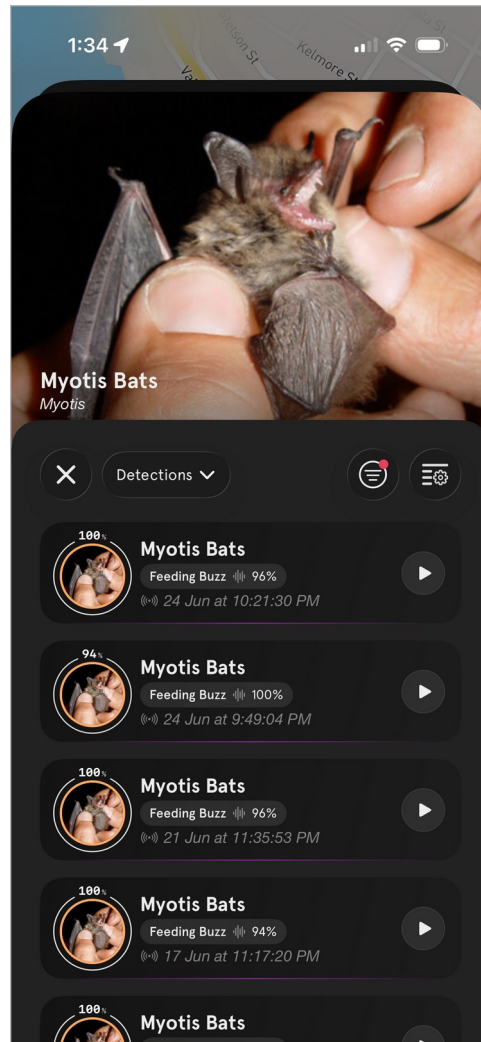 1:34
Kelmore St
Myotis Bats
Myotis
Detections
100%
Myotis Bats
Feeding Buzz 96%
24 Jun at 10:21:30 PM
94%
Myotis Bats
Feeding Buzz 100%
24 Jun at 9:49:04 PM
100%
Myotis Bats
Feeding Buzz 96%
21 Jun at 11:35:53 PM
100%
Myotis Bats
Feeding Buzz 94%
17 Jun at 11:17:20 PM
100%
Myotis Bats